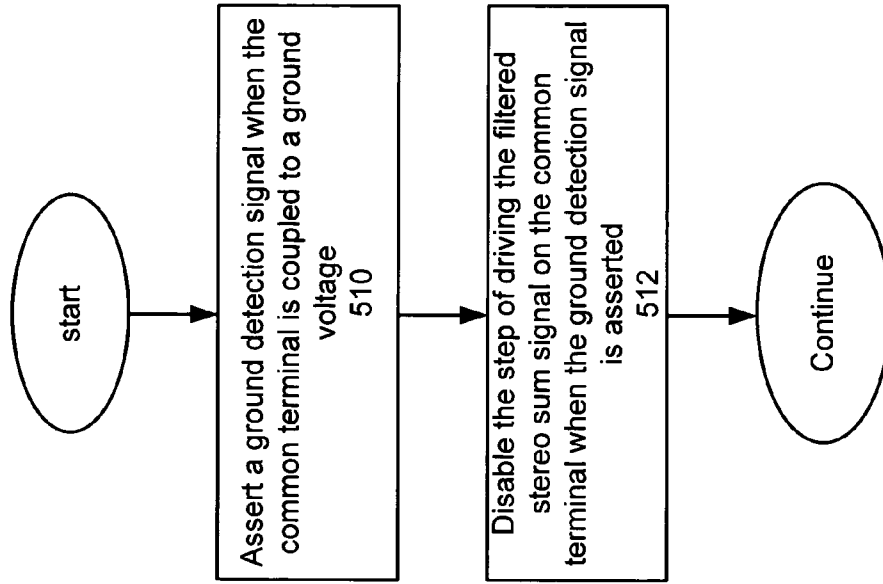 start
Assert a ground detection signal when the
common terminal is coupled to a ground
voltage
510
Disable the step of driving the filtered
stereo sum signal on the common
terminal when the ground detection signal
is asserted
512
Continue